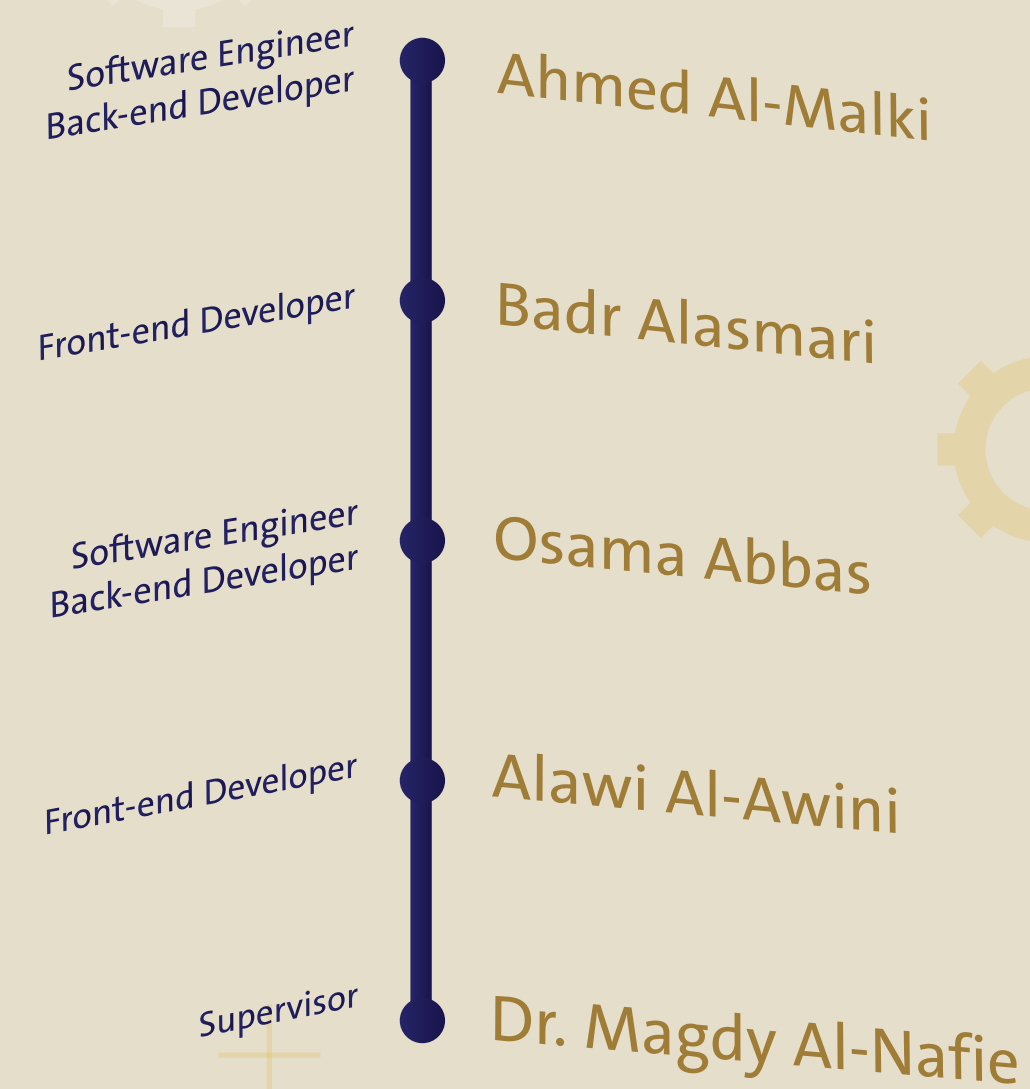 Software Engineer
Back-end Developer
Ahmed Al-Malki
Front-end Developer
Badr Alasmari
Software Engineer
Back-end Developer
Osama Abbas
Front-end Developer
Alawi Al-Awini
Supervisor
Dr. Magdy Al-Nafie